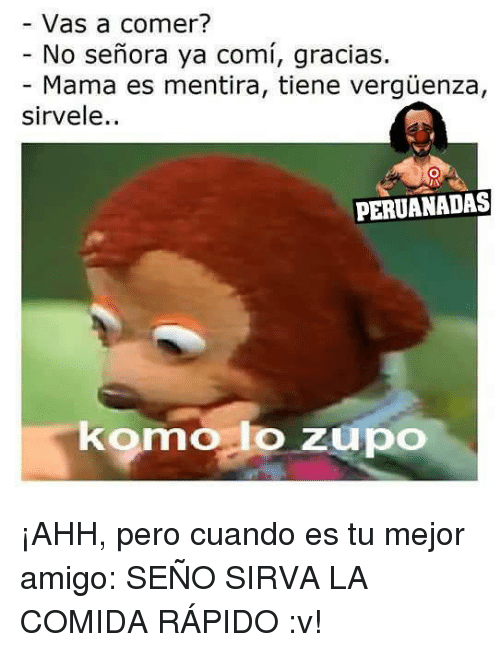 - Vas a comer?
- No señora ya comí, gracias.
- Mama es mentira, tiene vergüenza,
sirvele..
PERUANADAS
komo lo zupo
¡AHH, pero cuando es tu mejor
amigo: SEÑO SIRVA LA
COMIDA RÁPIDO :v!